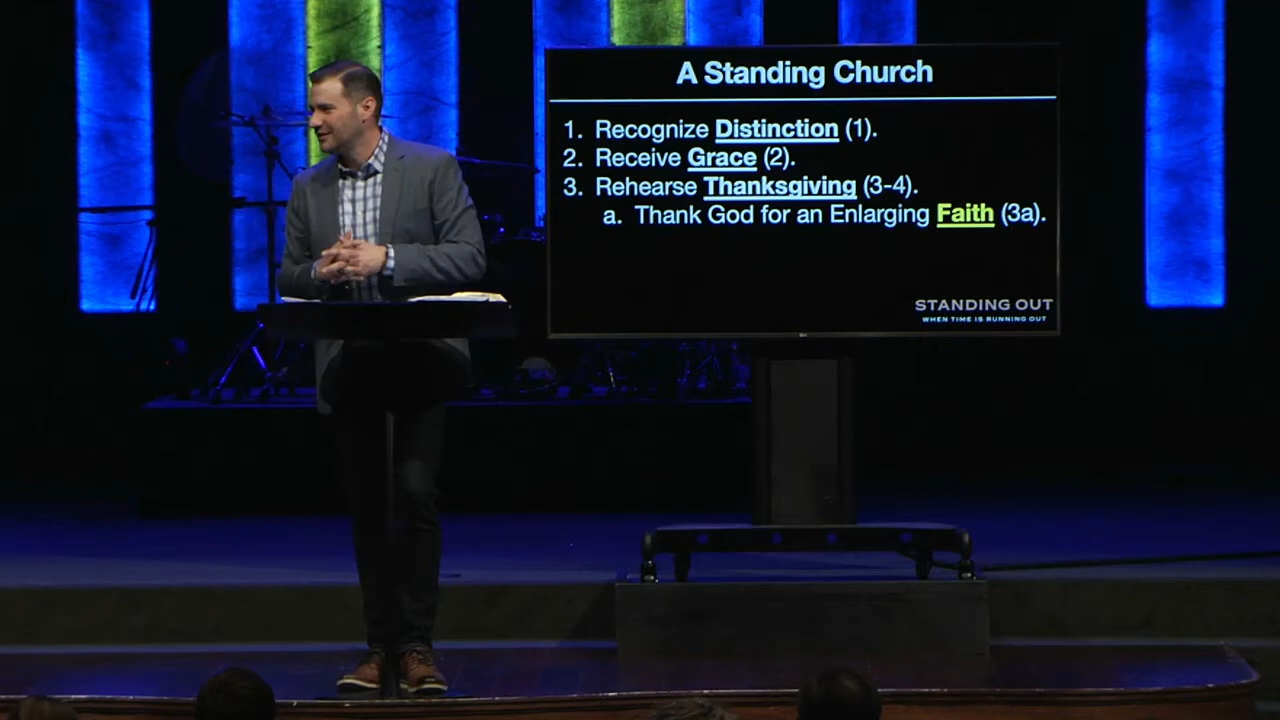 A Standing Church
1. Recognize Distinction (1).
2. Receive Grace (2).
3. Rehearse Thanksgiving (3-4).
a. Thank God for an Enlarging Faith (3a).
STANDING OUT
WHEN TIME IS RUNNING OUT